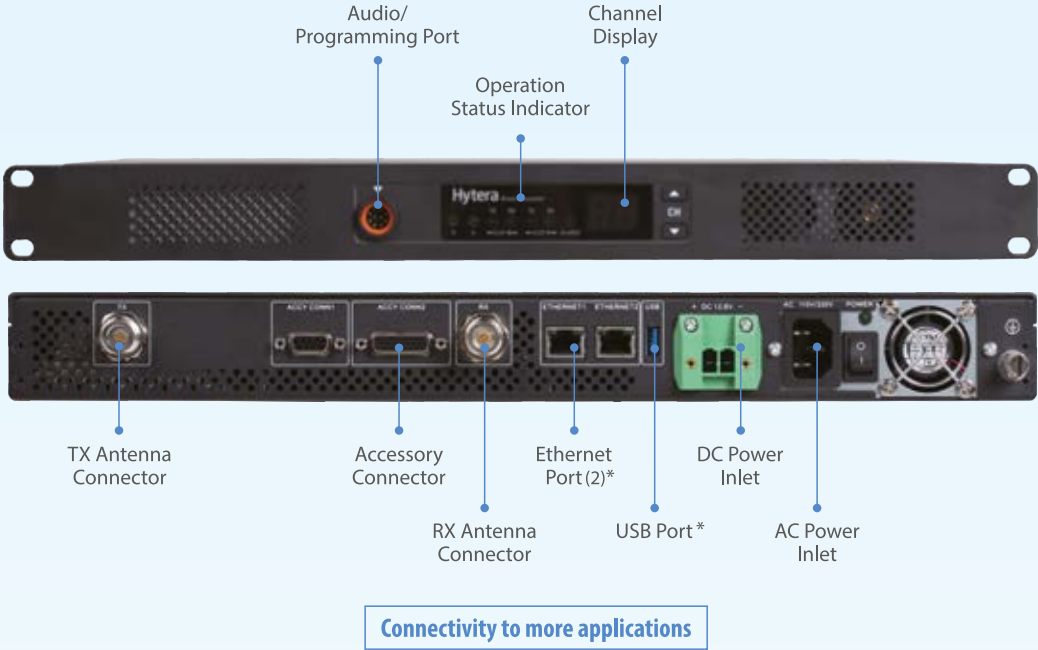 Audio/
Programming Port
Channel
Display
Operation
Status Indicator
Hytera
CH
TX
ACCY CONN1
ACCY CONN2
RX
ETHERNET1
ETHERNET2
USB
+ DC 13.6V -
AC 110V/220V
POWER
TX Antenna
Connector
Accessory
Connector
Ethernet
Port (2)*
DC Power
Inlet
RX Antenna
Connector
USB Port *
AC Power
Inlet
Connectivity to more applications